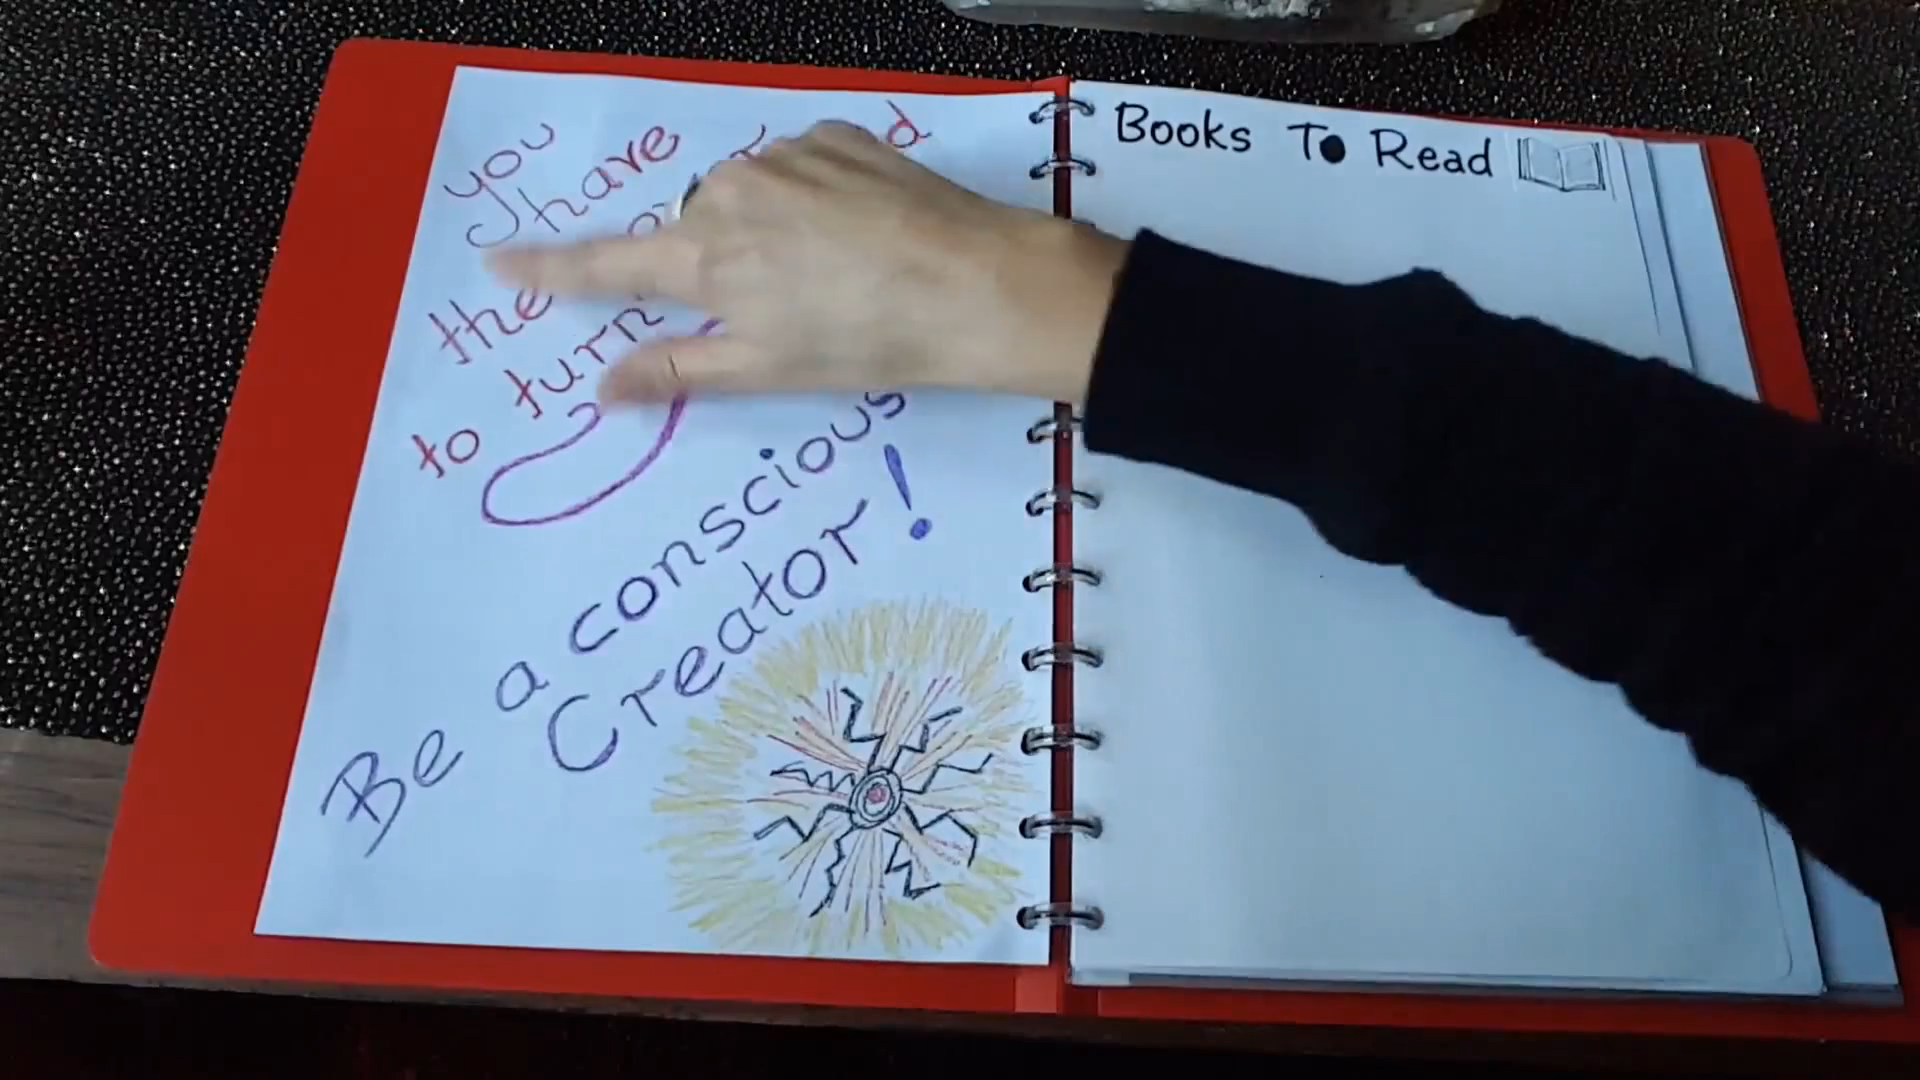 you
have
the
to turn
Be a conscious
Creator!
Books To Read